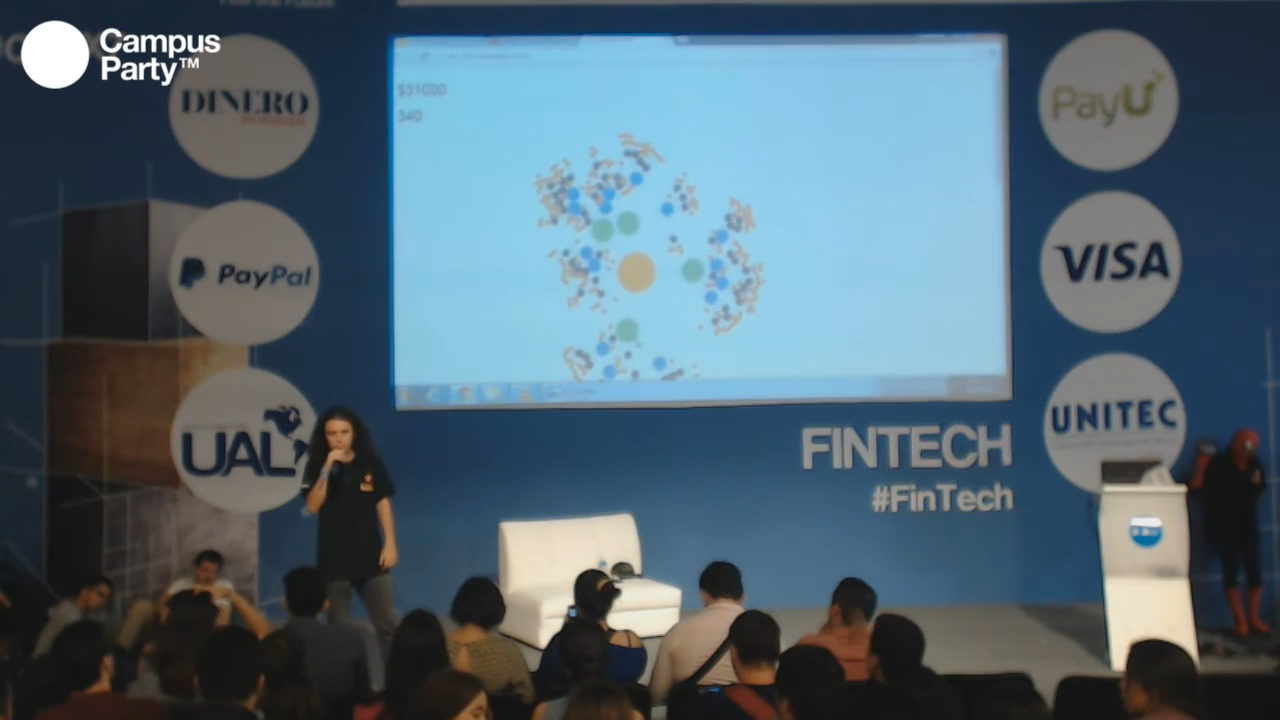 Campus
Party™
DINERO
$31000
340
PayU
PayPal
VISA
UAL
UNITEC
FINTECH
#FinTech